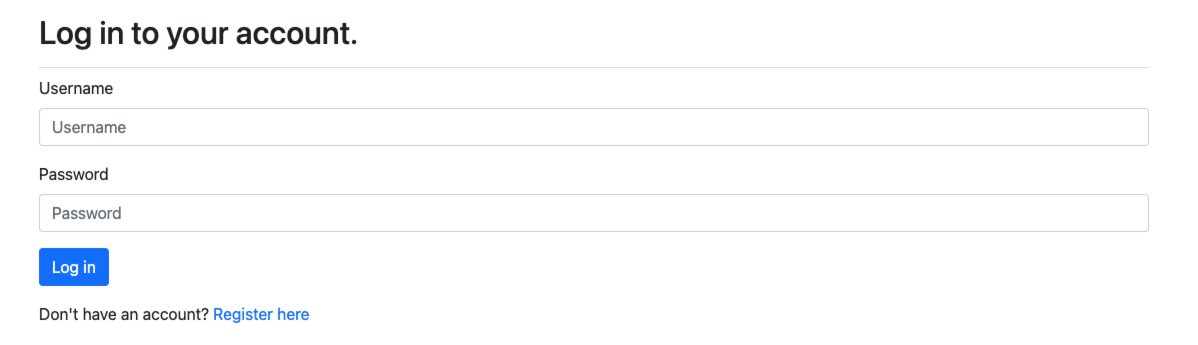 Log in to your account.
Username
Username
Password
Password
Log in
Don't have an account? Register here